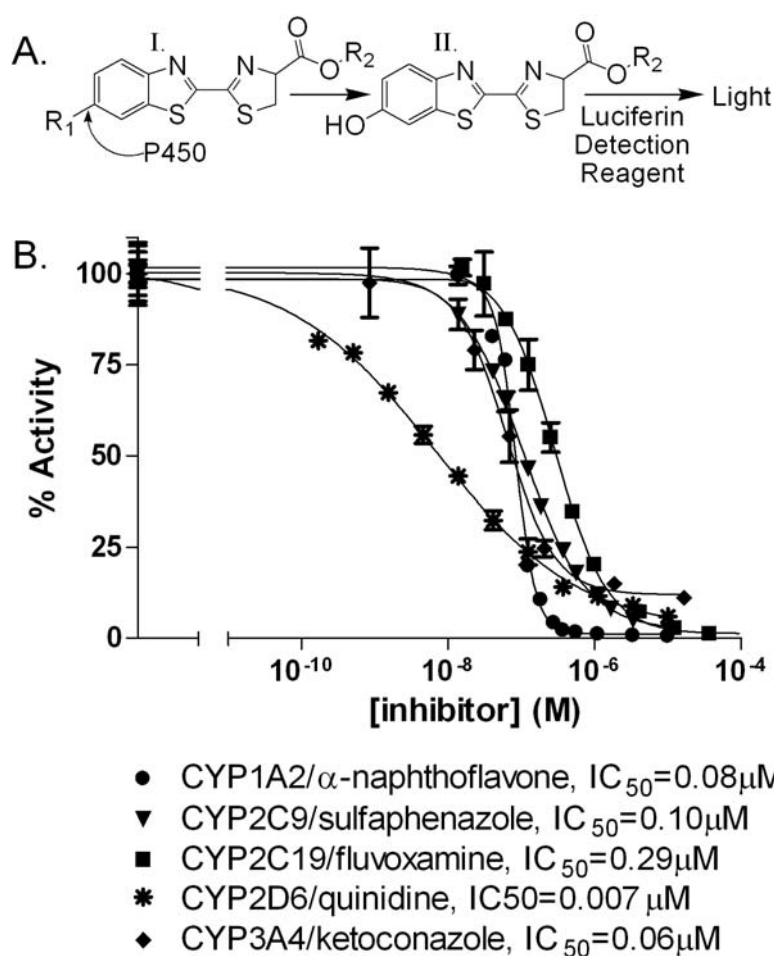 A.
I.
N
N
O
O
R₂
S
S
R₁
P450
II.
N
N
O
O
R₂
HO
S
S
Luciferin
Detection
Reagent
Light
B.
% Activity
100
75
50
25
0
10⁻¹⁰
10⁻⁸
10⁻⁶
10⁻⁴
[inhibitor] (M)
CYP1A2/α-naphthoflavone, IC₅₀=0.08μM
CYP2C9/sulfaphenazole, IC₅₀=0.10μM
CYP2C19/fluvoxamine, IC₅₀=0.29μM
CYP2D6/quinidine, IC50=0.007 μM
CYP3A4/ketoconazole, IC₅₀=0.06μM